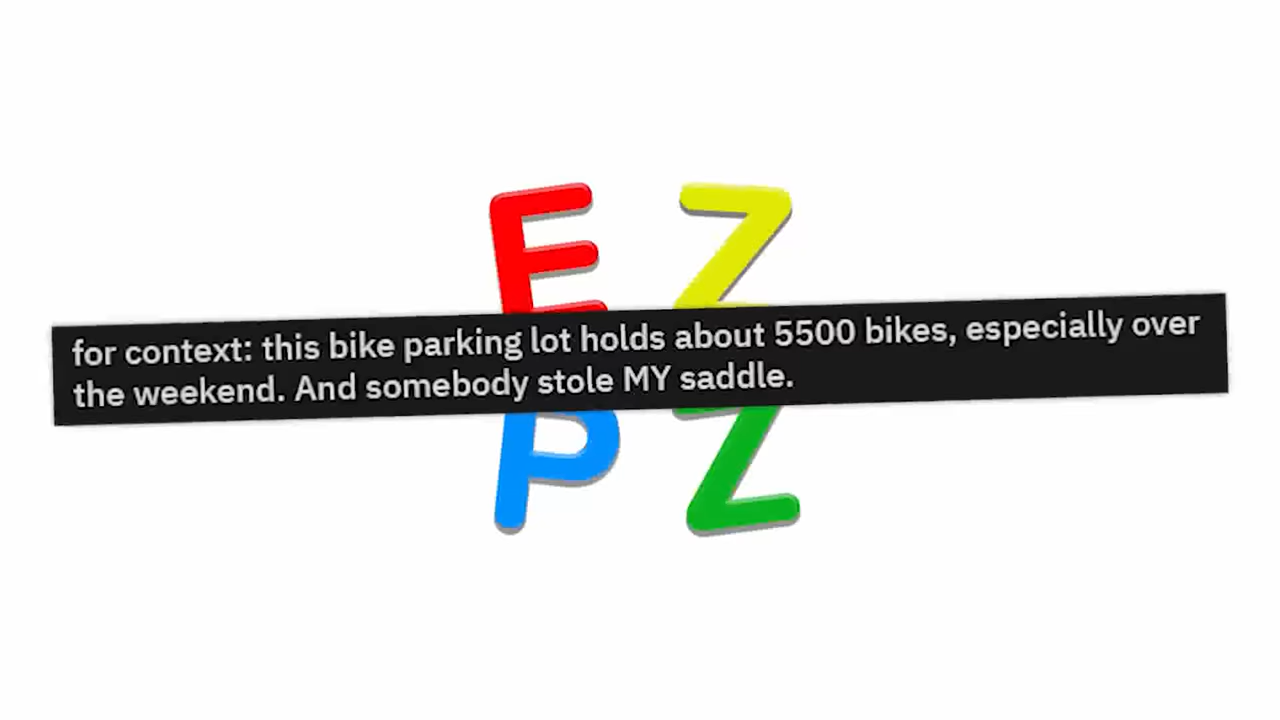 E Z
for context: this bike parking lot holds about 5500 bikes, especially over
the weekend. And somebody stole MY saddle.
P Z